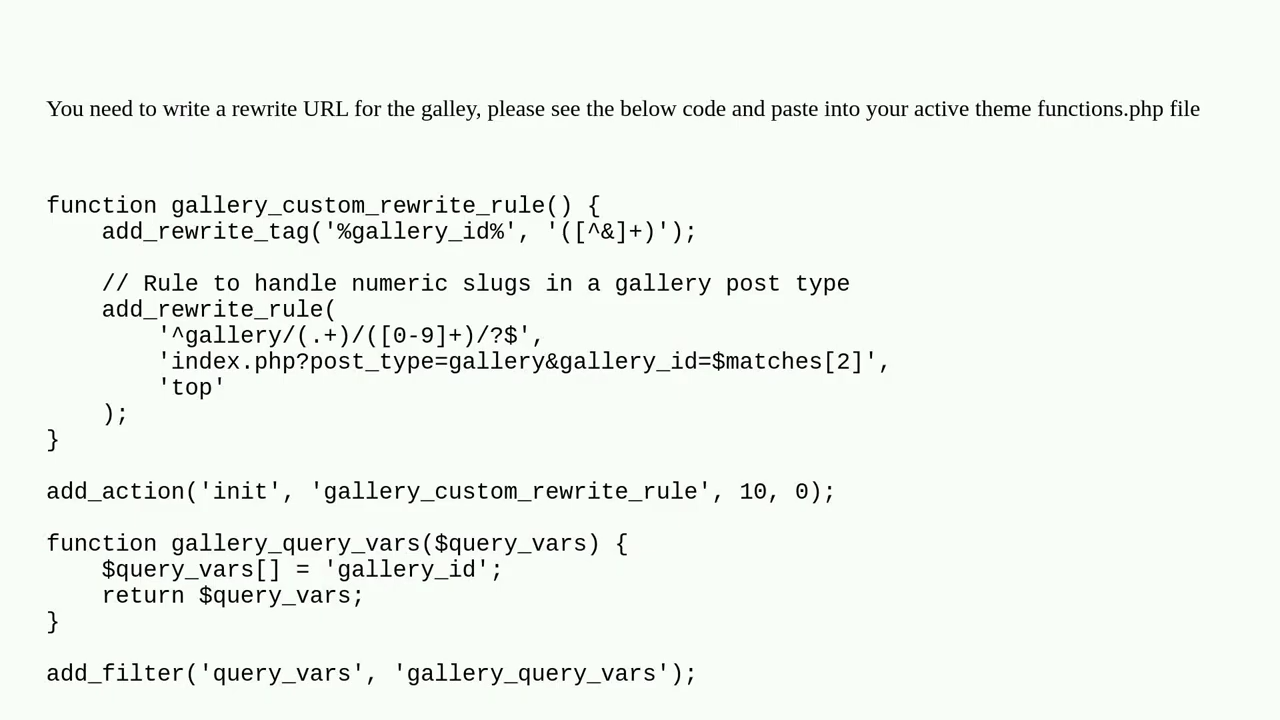 You need to write a rewrite URL for the galley, please see the below code and paste into your active theme functions.php file
function gallery_custom_rewrite_rule() {
    add_rewrite_tag('%gallery_id%', '([^&]+)');
    // Rule to handle numeric slugs in a gallery post type
    add_rewrite_rule(
        '^gallery/(.+)/([0-9]+)/?$',
        'index.php?post_type=gallery&gallery_id=$matches[2]',
        'top'
    );
}
add_action('init', 'gallery_custom_rewrite_rule', 10, 0);
function gallery_query_vars($query_vars) {
    $query_vars[] = 'gallery_id';
    return $query_vars;
}
add_filter('query_vars', 'gallery_query_vars');